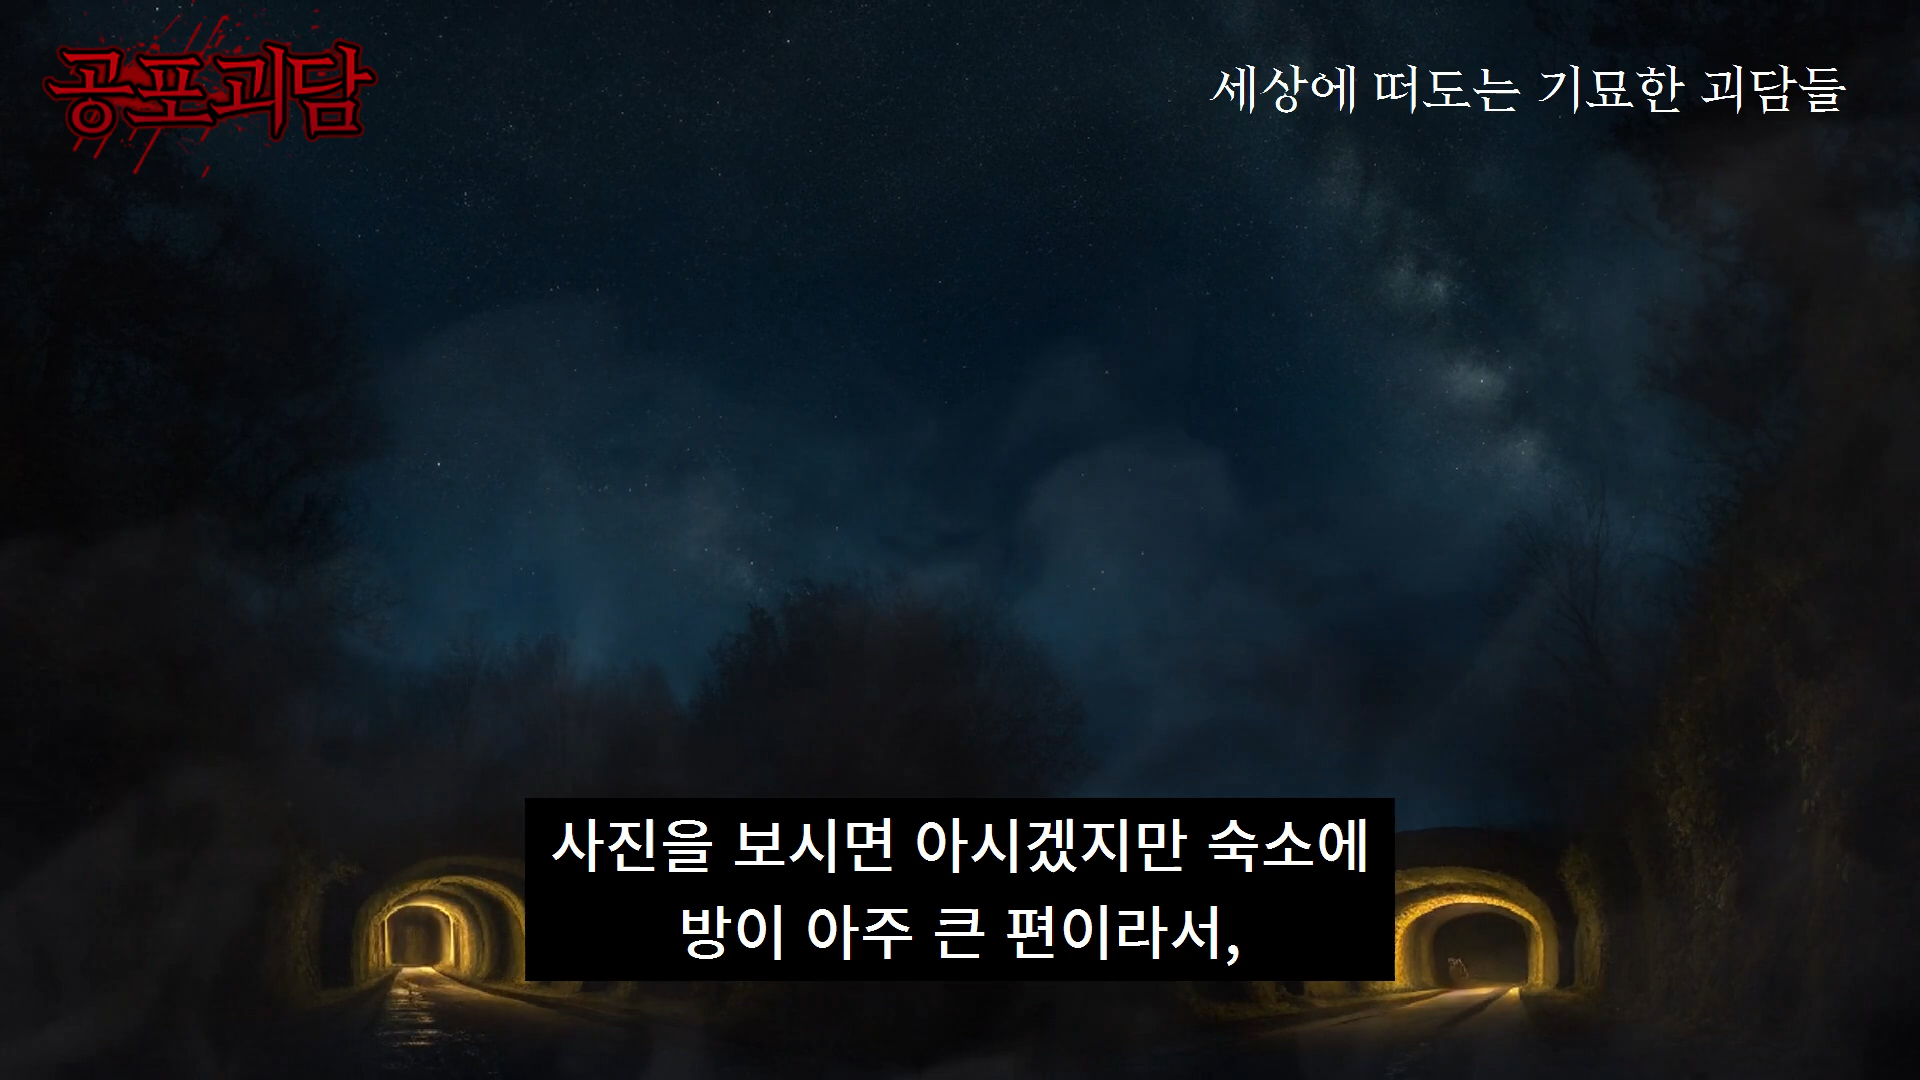 공포괴담
세상에 떠도는 기묘한 괴담들
사진을 보시면 아시겠지만 숙소에
방이 아주 큰 편이라서,